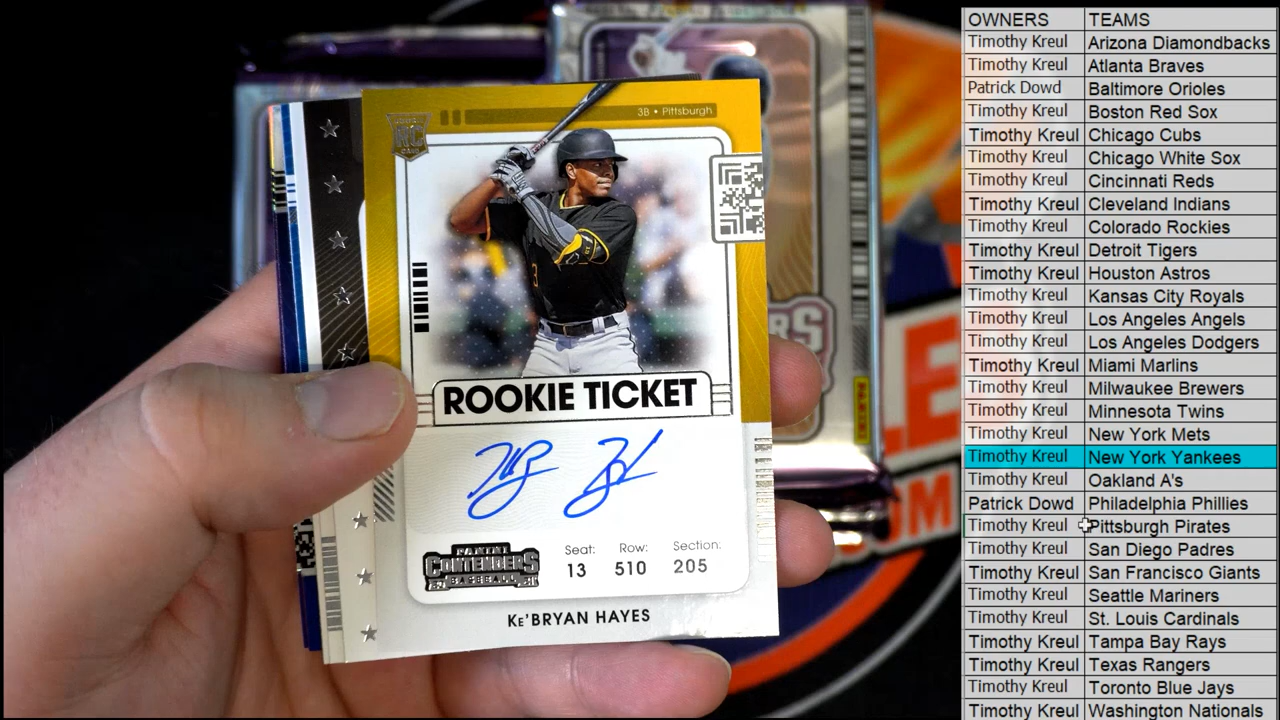 3B • Pittsburgh
RC
ROOKIE TICKET
Seat: Row: Section:
13 510 205
PANINI
CONTENDERS
BASEBALL
KE'BRYAN HAYES
OWNERS TEAMS
Timothy Kreul Arizona Diamondbacks
Timothy Kreul Atlanta Braves
Patrick Dowd Baltimore Orioles
Timothy Kreul Boston Red Sox
Timothy Kreul Chicago Cubs
Timothy Kreul Chicago White Sox
Timothy Kreul Cincinnati Reds
Timothy Kreul Cleveland Indians
Timothy Kreul Colorado Rockies
Timothy Kreul Detroit Tigers
Timothy Kreul Houston Astros
Timothy Kreul Kansas City Royals
Timothy Kreul Los Angeles Angels
Timothy Kreul Los Angeles Dodgers
Timothy Kreul Miami Marlins
Timothy Kreul Milwaukee Brewers
Timothy Kreul Minnesota Twins
Timothy Kreul New York Mets
Timothy Kreul New York Yankees
Timothy Kreul Oakland A's
Patrick Dowd Philadelphia Phillies
Timothy Kreul Pittsburgh Pirates
Timothy Kreul San Diego Padres
Timothy Kreul San Francisco Giants
Timothy Kreul Seattle Mariners
Timothy Kreul St. Louis Cardinals
Timothy Kreul Tampa Bay Rays
Timothy Kreul Texas Rangers
Timothy Kreul Toronto Blue Jays
Timothy Kreul Washington Nationals